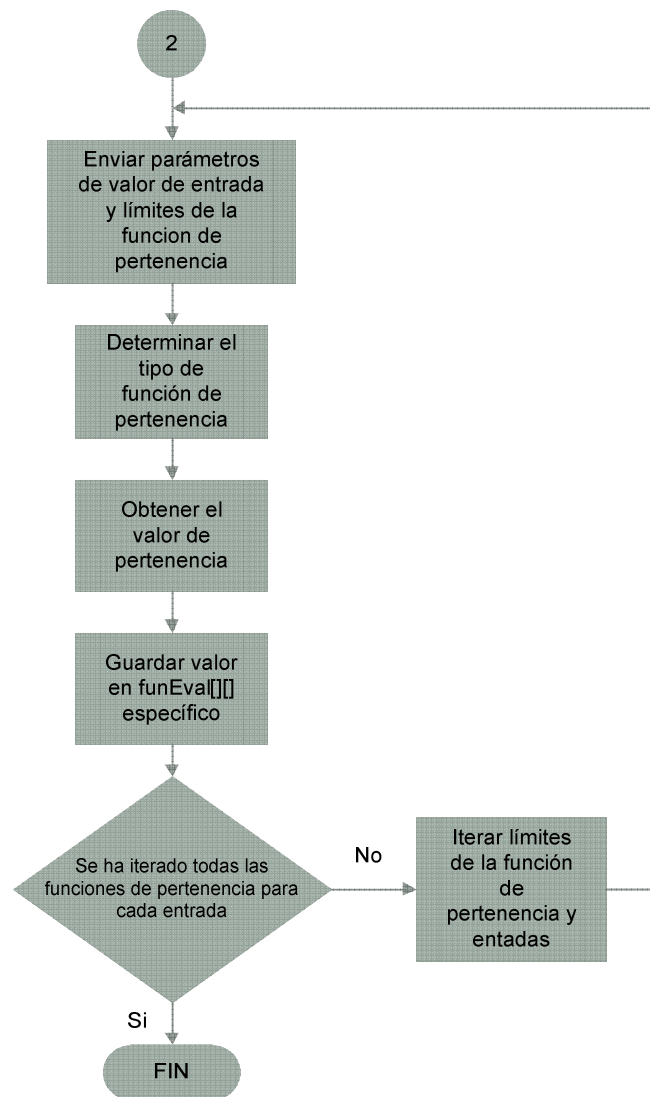 2
Enviar parámetros
de valor de entrada
y límites de la
funcion de
pertenencia
Determinar el
tipo de
función de
pertenencia
Obtener el
valor de
pertenencia
Guardar valor
en funEval[][]
específico
Se ha iterado todas las
funciones de pertenencia para
cada entrada
No
Iterar límites
de la función
de
pertenencia y
entadas
Si
FIN